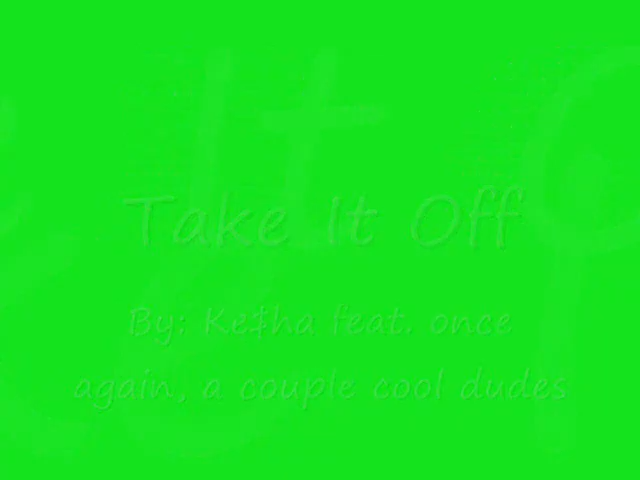 Take It Off
By: Ke$ha feat. once
again, a couple cool dudes